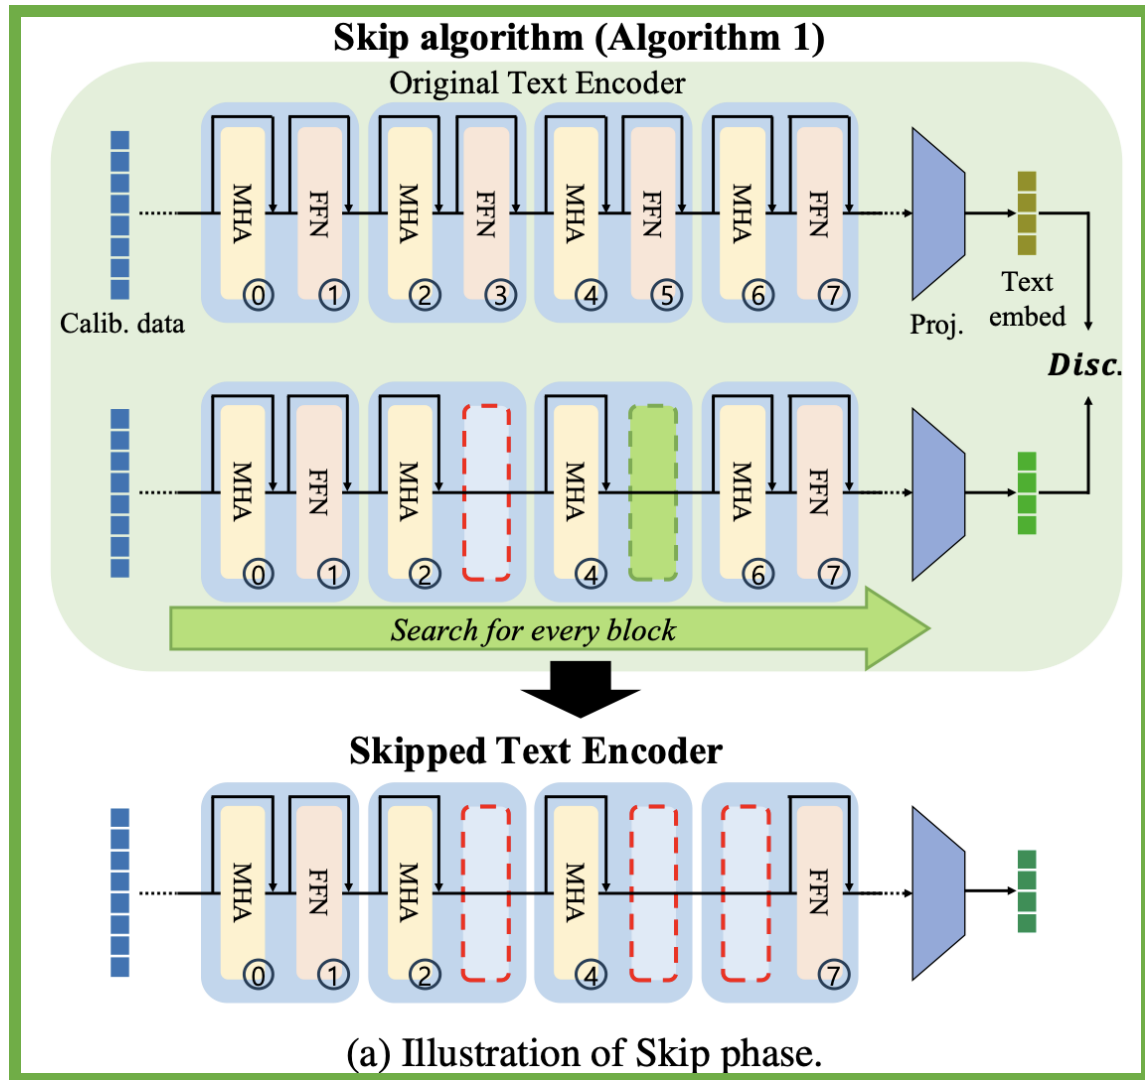 Skip algorithm (Algorithm 1)
Original Text Encoder
MHA FFN MHA FFN MHA FFN MHA FFN
0 1 2 3 4 5 6 7
Calib. data
Proj.
Text
embed
Disc.
MHA FFN MHA MHA MHA FFN
0 1 2 4 6 7
Search for every block
Skipped Text Encoder
MHA FFN MHA MHA FFN
0 1 2 4 7
(a) Illustration of Skip phase.